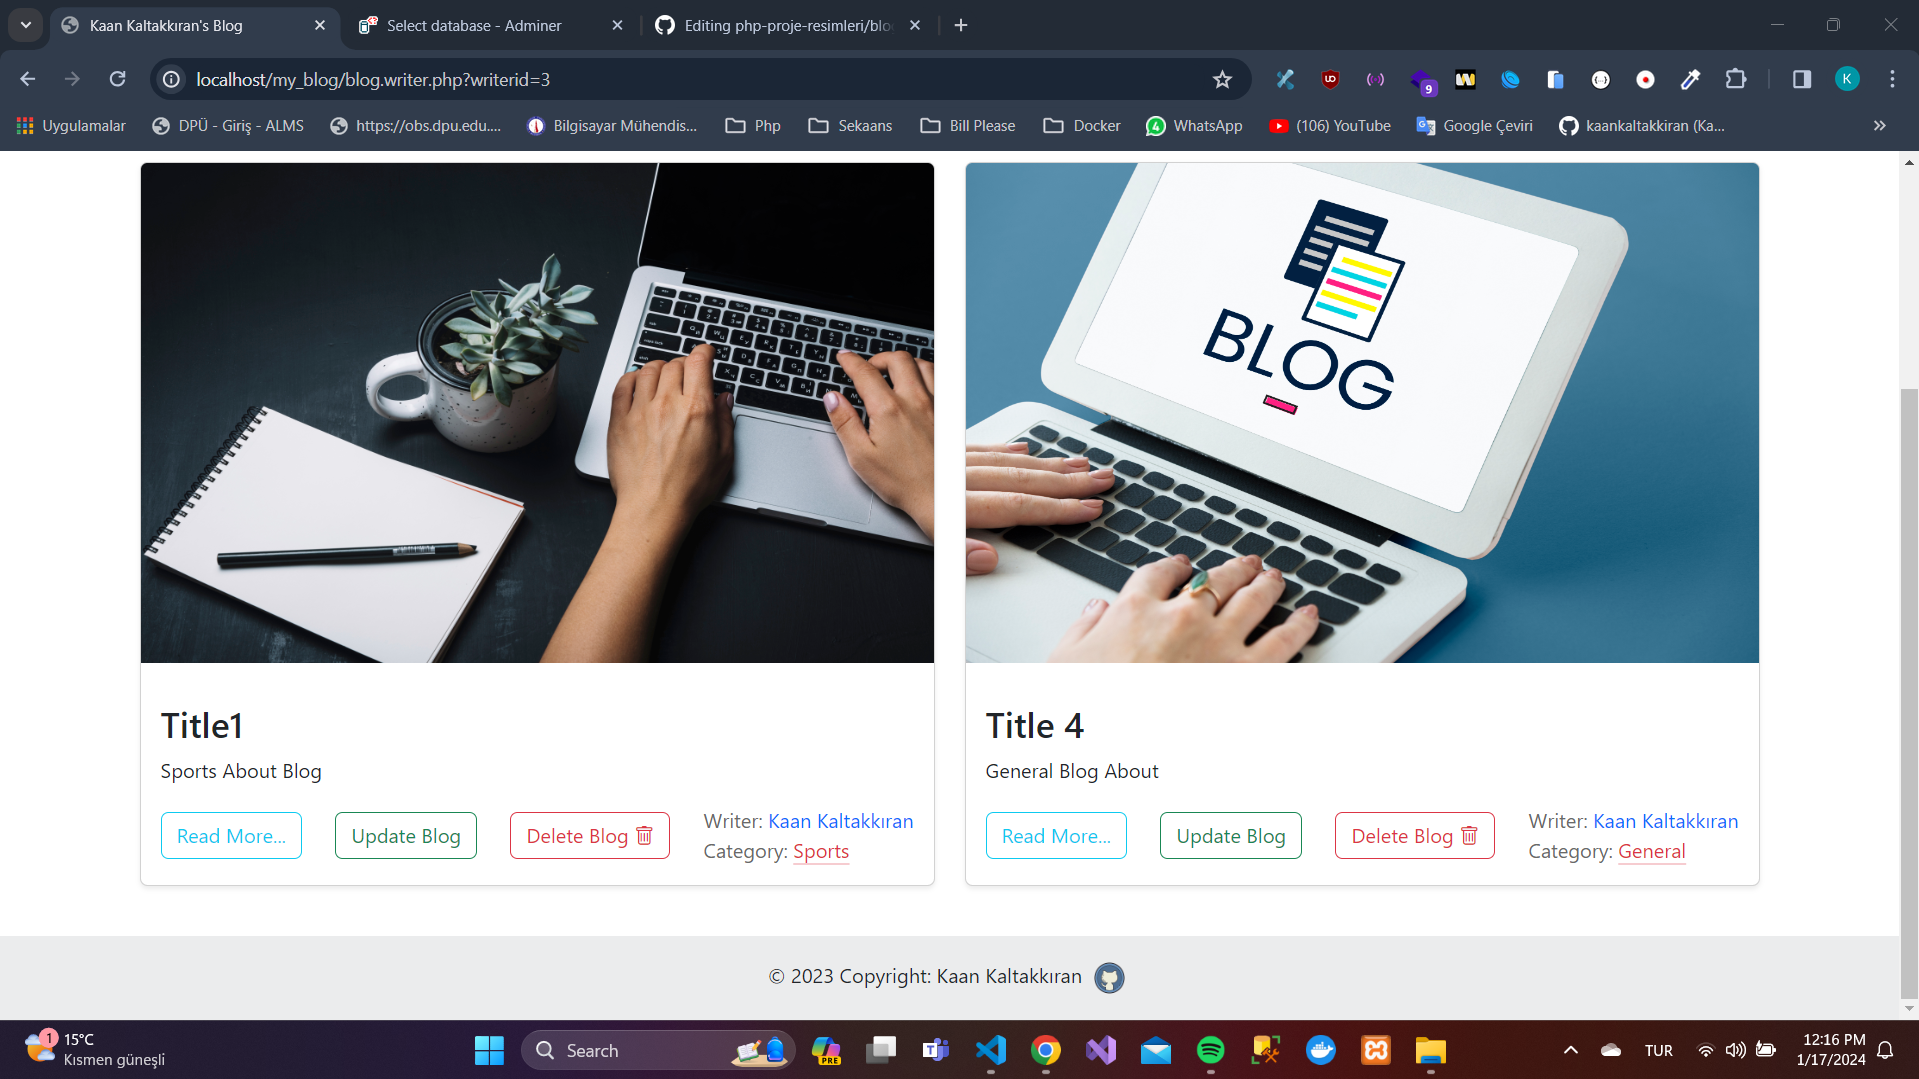 Kaan Kaltakkıran's Blog
Select database - Adminer
Editing php-proje-resimleri/blo
localhost/my_blog/blog.writer.php?writerid=3
9
K
Uygulamalar
DPÜ - Giriş - ALMS
https://obs.dpu.edu....
Bilgisayar Mühendis...
Php
Sekaans
Bill Please
Docker
WhatsApp
(106) YouTube
Google Çeviri
kaankaltakkiran (Ka...
BLOG
Title1
Sports About Blog
Read More...
Update Blog
Delete Blog
Writer: Kaan Kaltakkıran
Category: Sports
Title 4
General Blog About
Read More...
Update Blog
Delete Blog
Writer: Kaan Kaltakkıran
Category: General
© 2023 Copyright: Kaan Kaltakkıran
1
15°C
Kısmen güneşli
Search
PRE
TUR
12:16 PM
1/17/2024